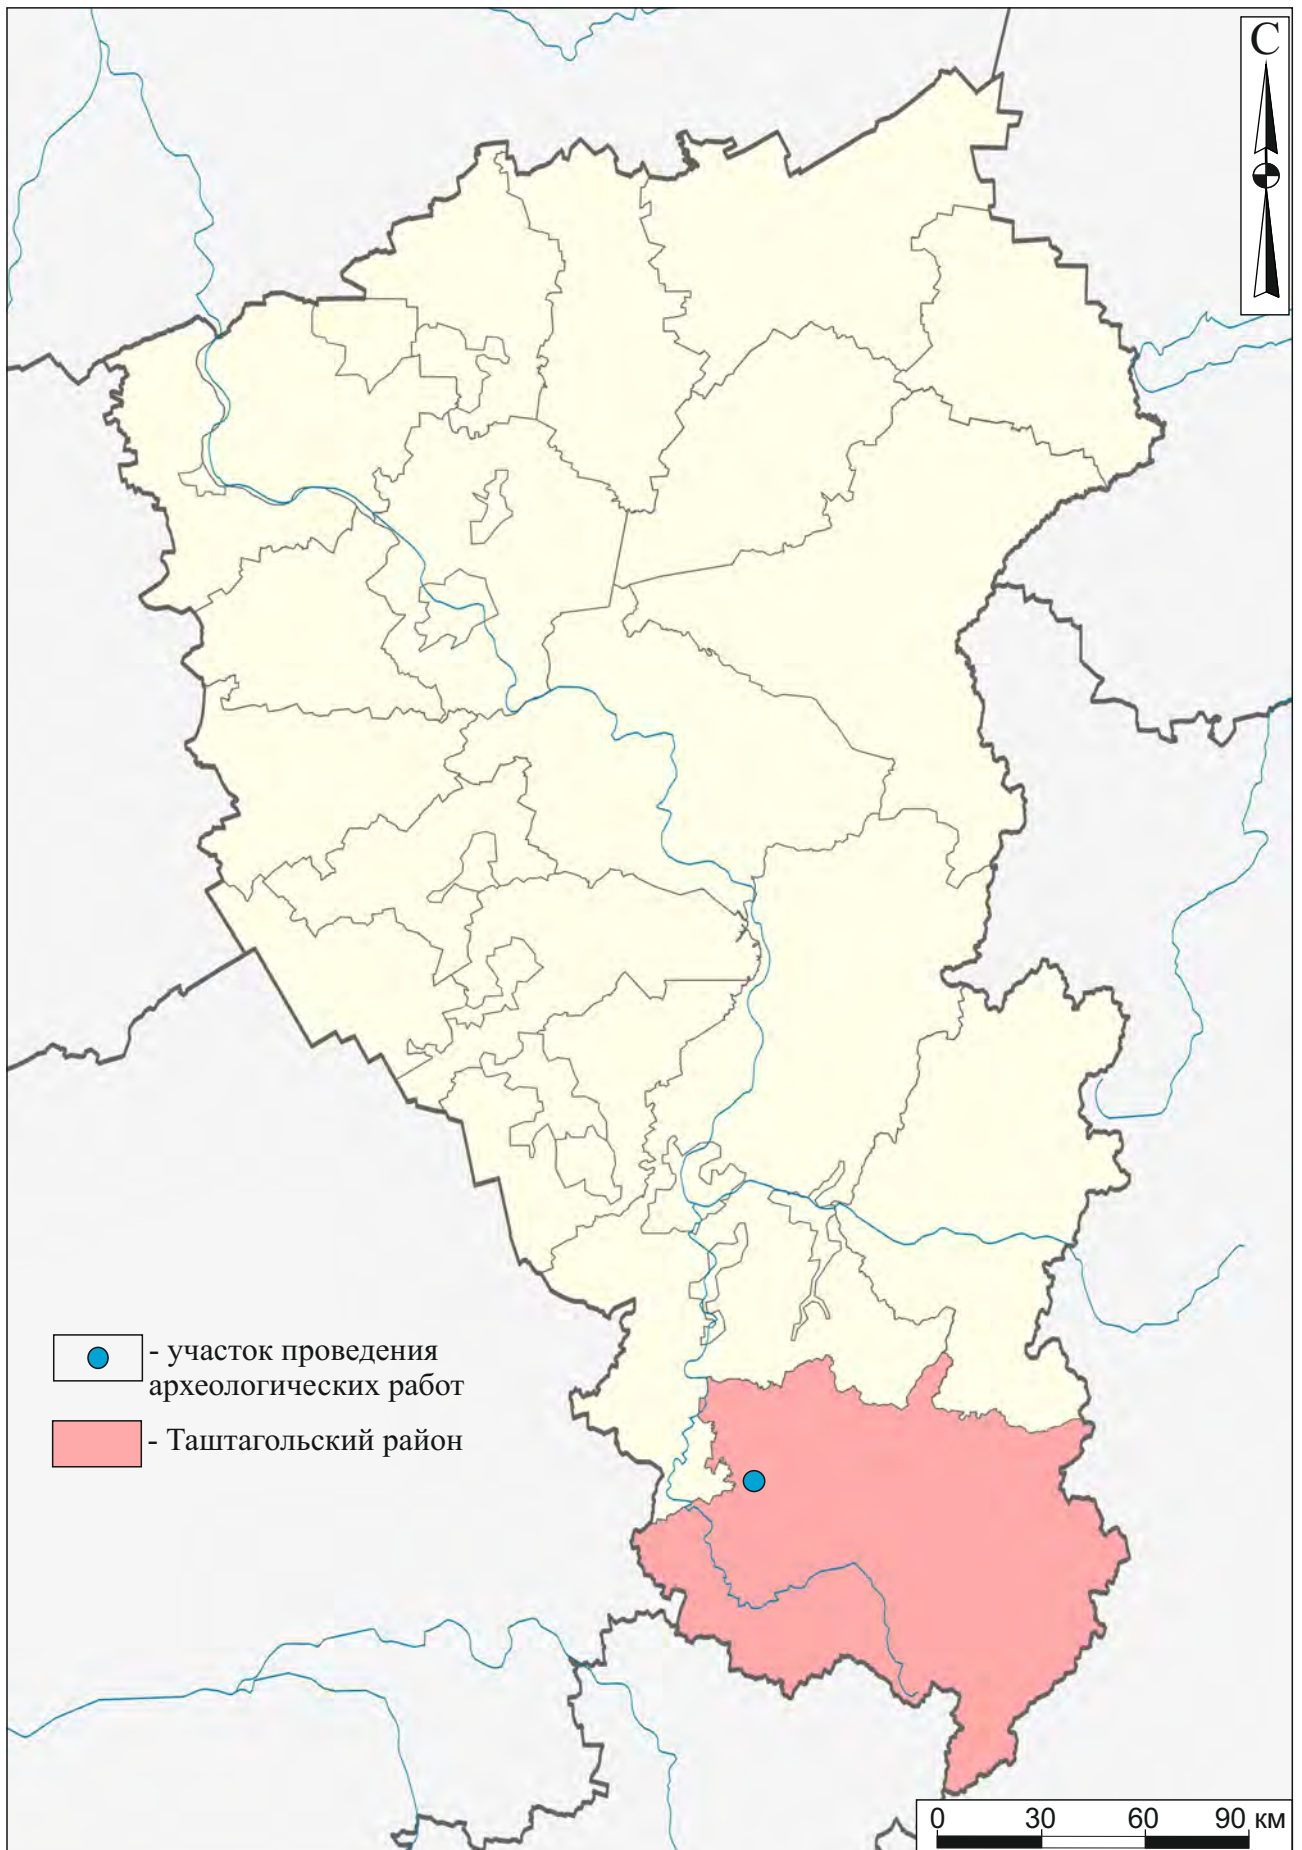 С
- участок проведения
археологических работ
- Таштагольский район
0 30 60 90 км